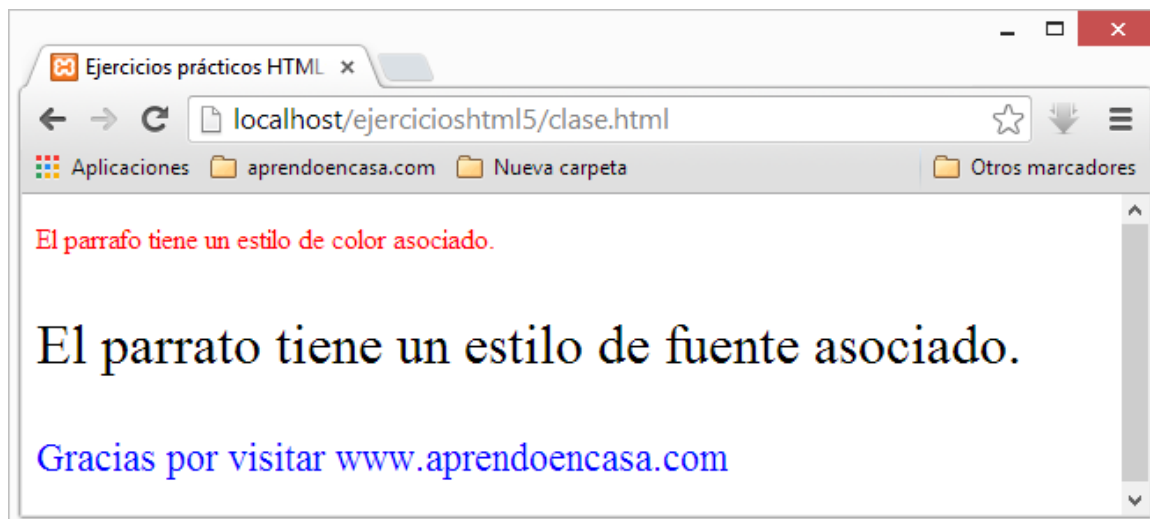 Ejercicios prácticos HTML
localhost/ejercicioshtml5/clase.html
Aplicaciones aprendoencasa.com Nueva carpeta Otros marcadores
El parrafo tiene un estilo de color asociado.
El parrato tiene un estilo de fuente asociado.
Gracias por visitar www.aprendoencasa.com